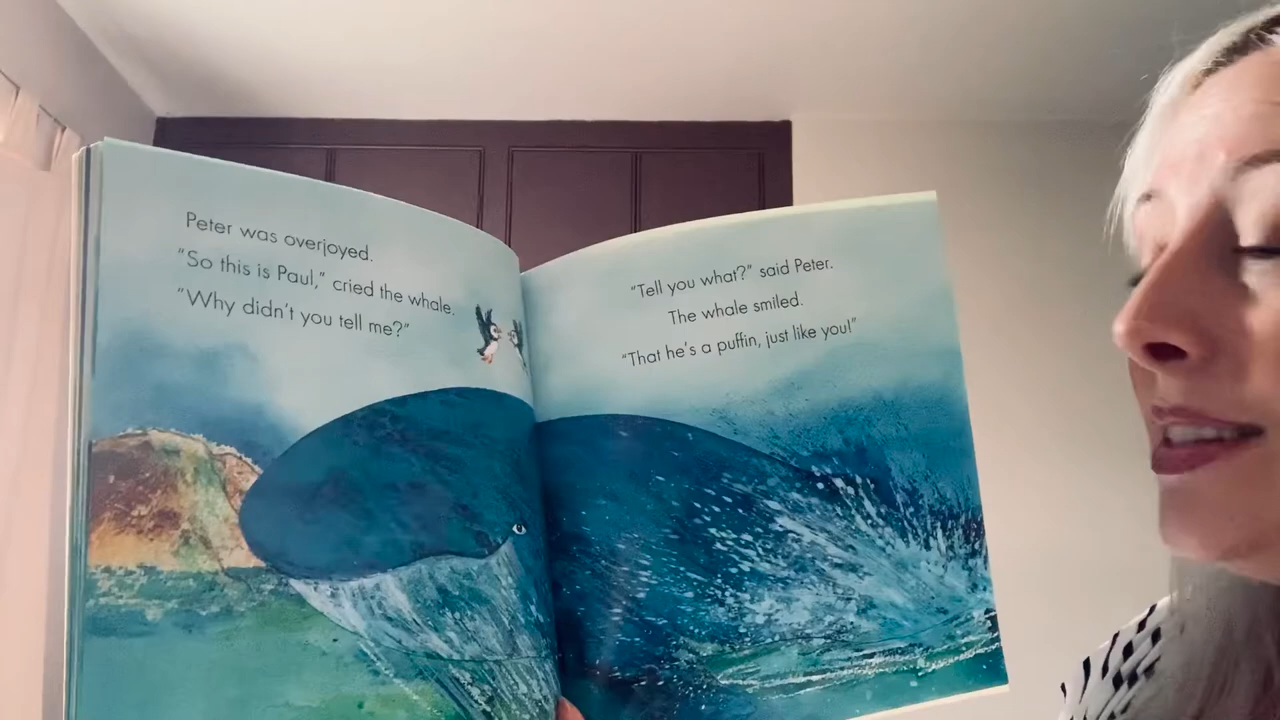 Peter was overjoyed.
“So this is Paul,” cried the whale.
“Why didn’t you tell me?”
“Tell you what?” said Peter.
The whale smiled.
“That he’s a puffin, just like you!”